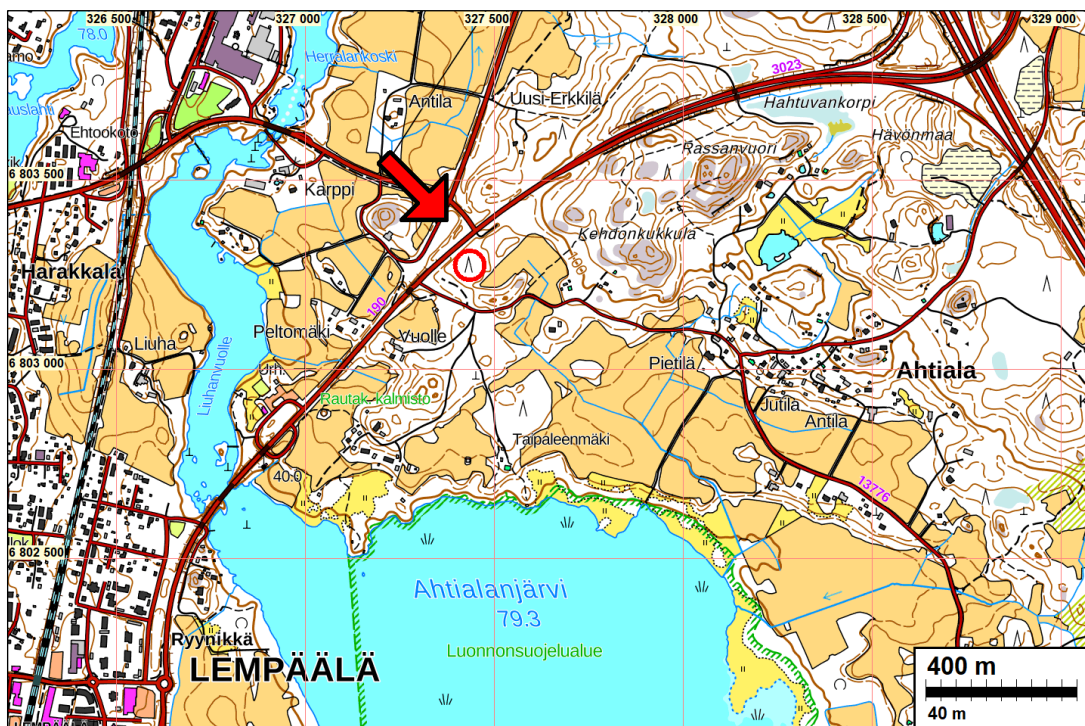 326 500
327 000
327 500
328 000
328 500
329 000
78.0
Herralankoski
3023
Antila
Uusi-Erkkilä
Hahtuvankorpi
Ehtookoto
Rassanvuori
Hävönmaa
6 803 500
Karppi
Kehdonkukkula
Harakkala
190
Peltomäki
Vuolle
Liuha
Liuhanvuolle
6 803 000
Pietilä
Ahtiala
Urh.
Rautak. kalmisto
Jutila
Antila
Taipaleenmäki
40.0
13776
6 802 500
Ahtialanjärvi
79.3
Ryynikkä
Luonnonsuojelualue
LEMPÄÄLÄ
400 m
40 m